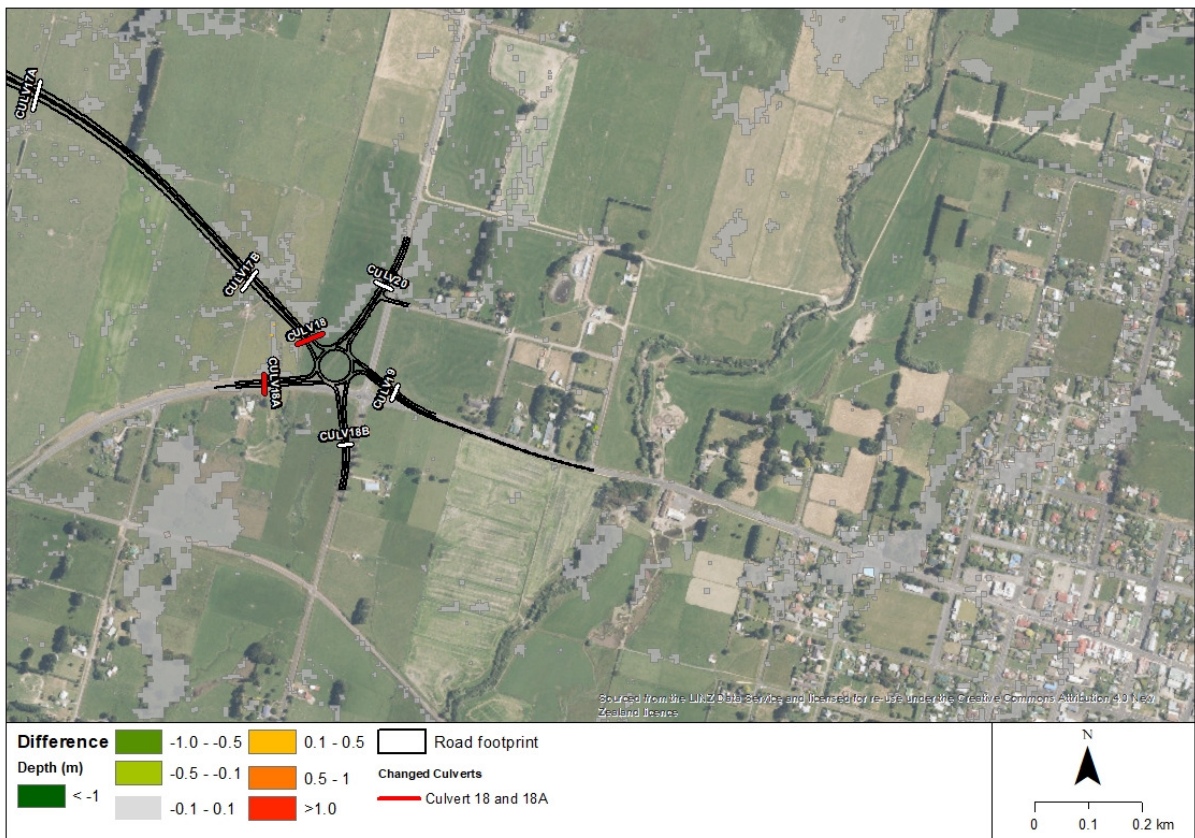 CULV17A
CULV17B
CULV20
CULV18
CULV18A
CULV19
CULV18B
Sourced from the LINZ Data Service and licensed for re-use under the Creative Commons Attribution 4.0 New
Zealand licence
Difference
Depth (m)
< -1
-1.0 - -0.5
-0.5 - -0.1
-0.1 - 0.1
0.1 - 0.5
0.5 - 1
>1.0
Road footprint
Changed Culverts
Culvert 18 and 18A
N
0 0.1 0.2 km